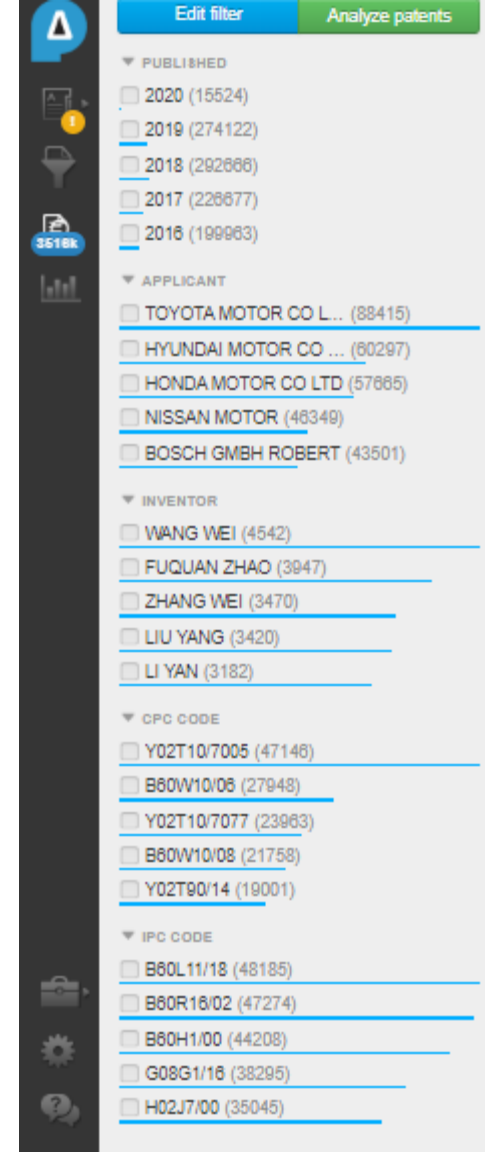 Edit filter
Analyze patents
PUBLISHED
2020 (15524)
2019 (274122)
2018 (292666)
2017 (226677)
2016 (199963)
3516k
APPLICANT
TOYOTA MOTOR CO L... (88415)
HYUNDAI MOTOR CO ... (60297)
HONDA MOTOR CO LTD (57665)
NISSAN MOTOR (46349)
BOSCH GMBH ROBERT (43501)
INVENTOR
WANG WEI (4542)
FUQUAN ZHAO (3947)
ZHANG WEI (3470)
LIU YANG (3420)
LI YAN (3182)
CPC CODE
Y02T10/7005 (47146)
B60W10/06 (27948)
Y02T10/7077 (23963)
B60W10/08 (21758)
Y02T90/14 (19001)
IPC CODE
B60L11/18 (48185)
B60R16/02 (47274)
B60H1/00 (44208)
G08G1/16 (38295)
H02J7/00 (35045)